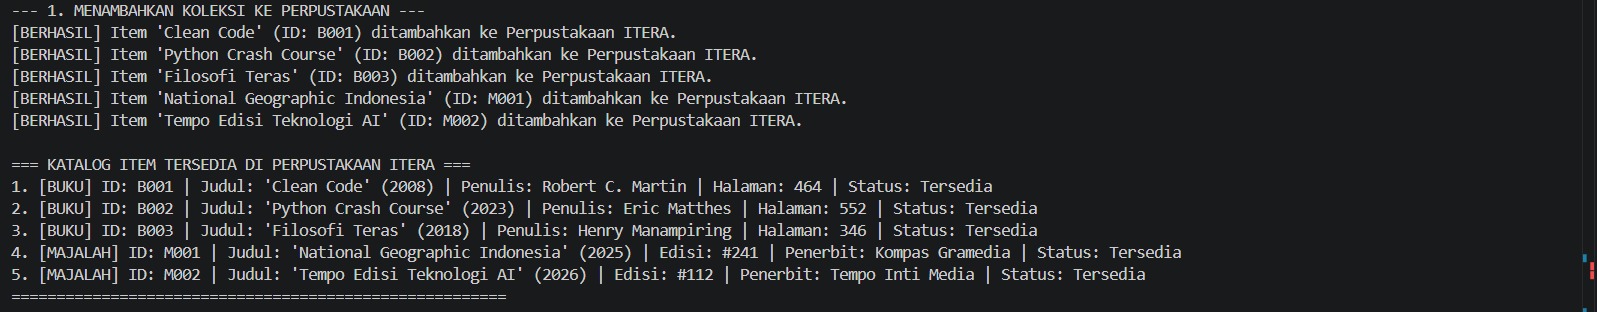 --- 1. MENAMBAHKAN KOLEKSI KE PERPUSTAKAAN ---
[BERHASIL] Item 'Clean Code' (ID: B001) ditambahkan ke Perpustakaan ITERA.
[BERHASIL] Item 'Python Crash Course' (ID: B002) ditambahkan ke Perpustakaan ITERA.
[BERHASIL] Item 'Filosofi Teras' (ID: B003) ditambahkan ke Perpustakaan ITERA.
[BERHASIL] Item 'National Geographic Indonesia' (ID: M001) ditambahkan ke Perpustakaan ITERA.
[BERHASIL] Item 'Tempo Edisi Teknologi AI' (ID: M002) ditambahkan ke Perpustakaan ITERA.

=== KATALOG ITEM TERSEDIA DI PERPUSTAKAAN ITERA ===
1. [BUKU] ID: B001 | Judul: 'Clean Code' (2008) | Penulis: Robert C. Martin | Halaman: 464 | Status: Tersedia
2. [BUKU] ID: B002 | Judul: 'Python Crash Course' (2023) | Penulis: Eric Matthes | Halaman: 552 | Status: Tersedia
3. [BUKU] ID: B003 | Judul: 'Filosofi Teras' (2018) | Penulis: Henry Manampiring | Halaman: 346 | Status: Tersedia
4. [MAJALAH] ID: M001 | Judul: 'National Geographic Indonesia' (2025) | Edisi: #241 | Penerbit: Kompas Gramedia | Status: Tersedia
5. [MAJALAH] ID: M002 | Judul: 'Tempo Edisi Teknologi AI' (2026) | Edisi: #112 | Penerbit: Tempo Inti Media | Status: Tersedia
=======================================================